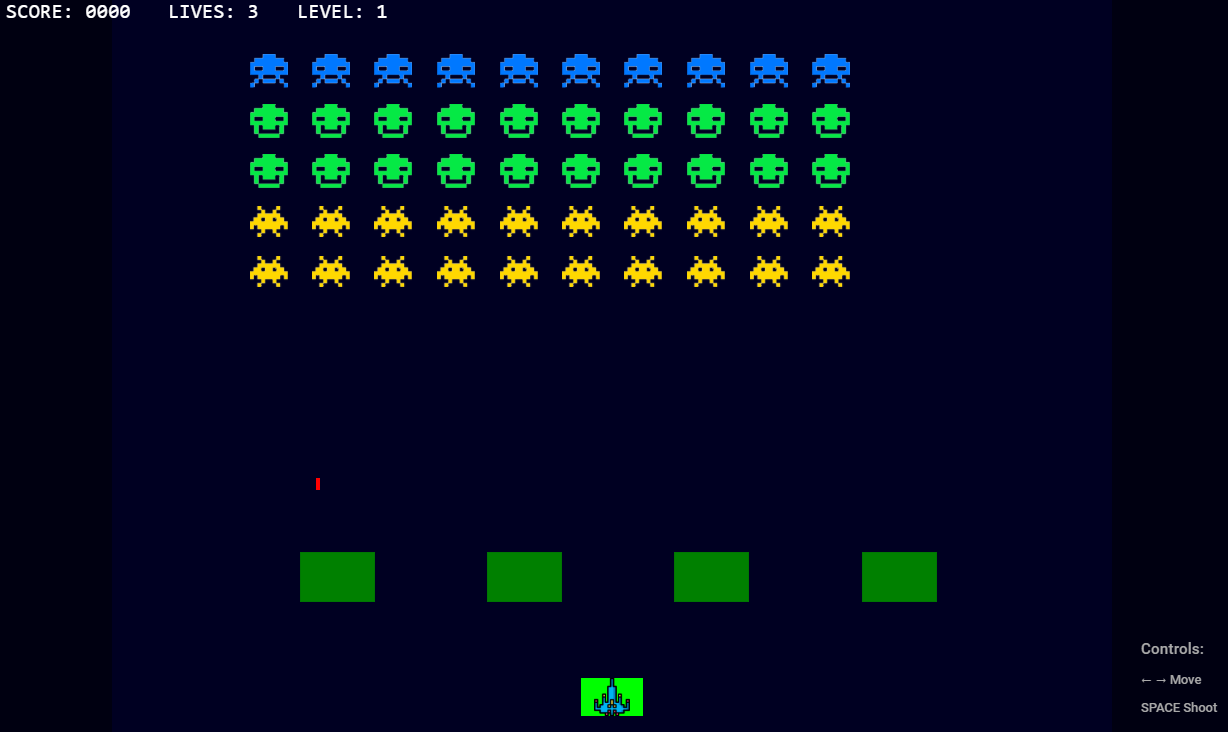 SCORE: 0000 LIVES: 3 LEVEL: 1
Controls:
← → Move
SPACE Shoot